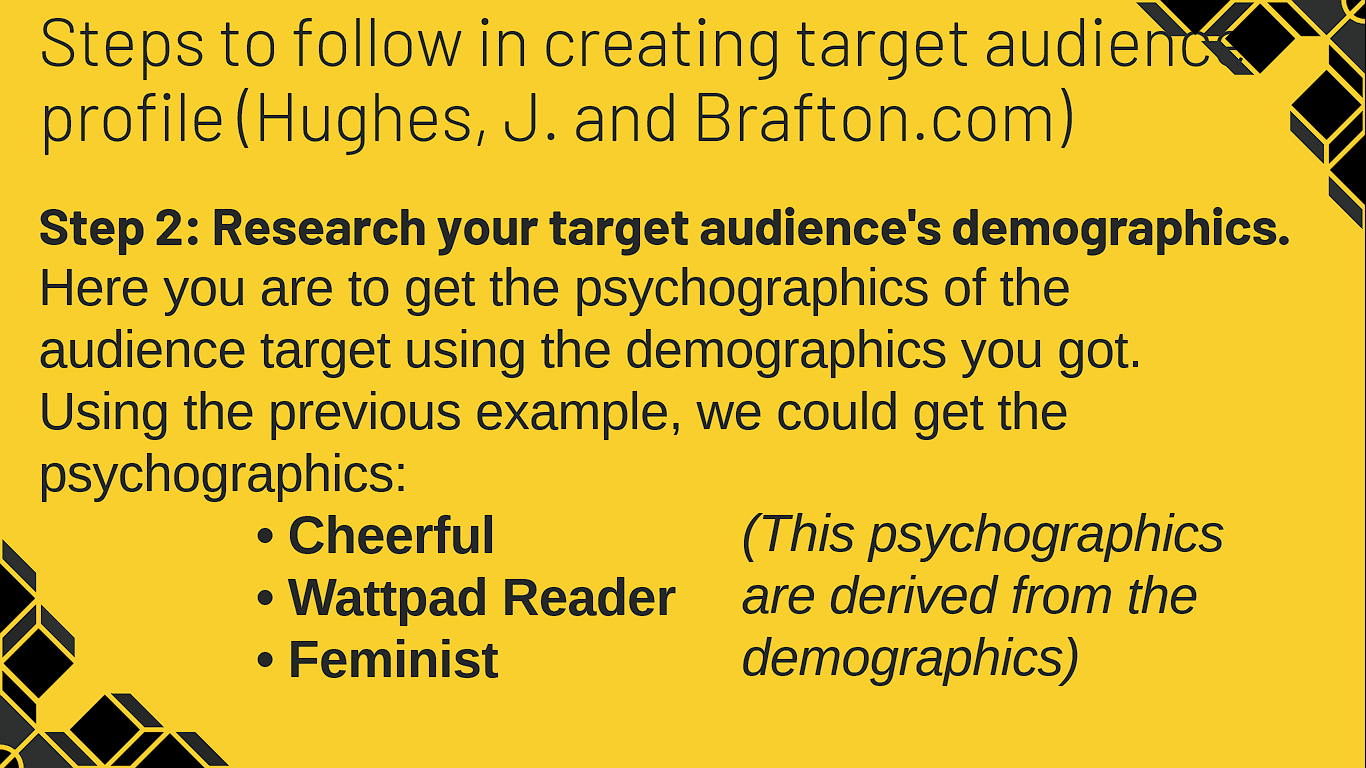 Steps to follow in creating target audience
profile (Hughes, J. and Brafton.com)
Step 2: Research your target audience's demographics.
Here you are to get the psychographics of the
audience target using the demographics you got.
Using the previous example, we could get the
psychographics:
• Cheerful
• Wattpad Reader
• Feminist
(This psychographics
are derived from the
demographics)